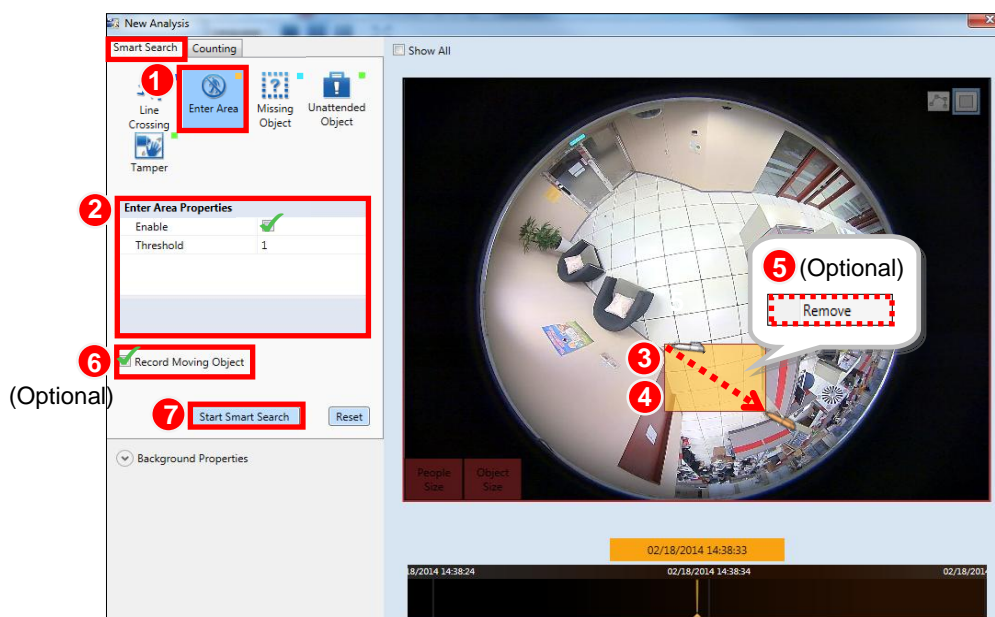 New Analysis
Smart Search
Counting
Show All
1
Line
Crossing
Enter Area
Missing
Object
Unattended
Object
Tamper
2
Enter Area Properties
Enable
Threshold 1
5 (Optional)
Remove
3
4
6
Record Moving Object
(Optional)
7
Start Smart Search
Reset
Background Properties
People
Size
Object
Size
02/18/2014 14:38:33
18/2014 14:38:24
02/18/2014 14:38:34
02/18/201